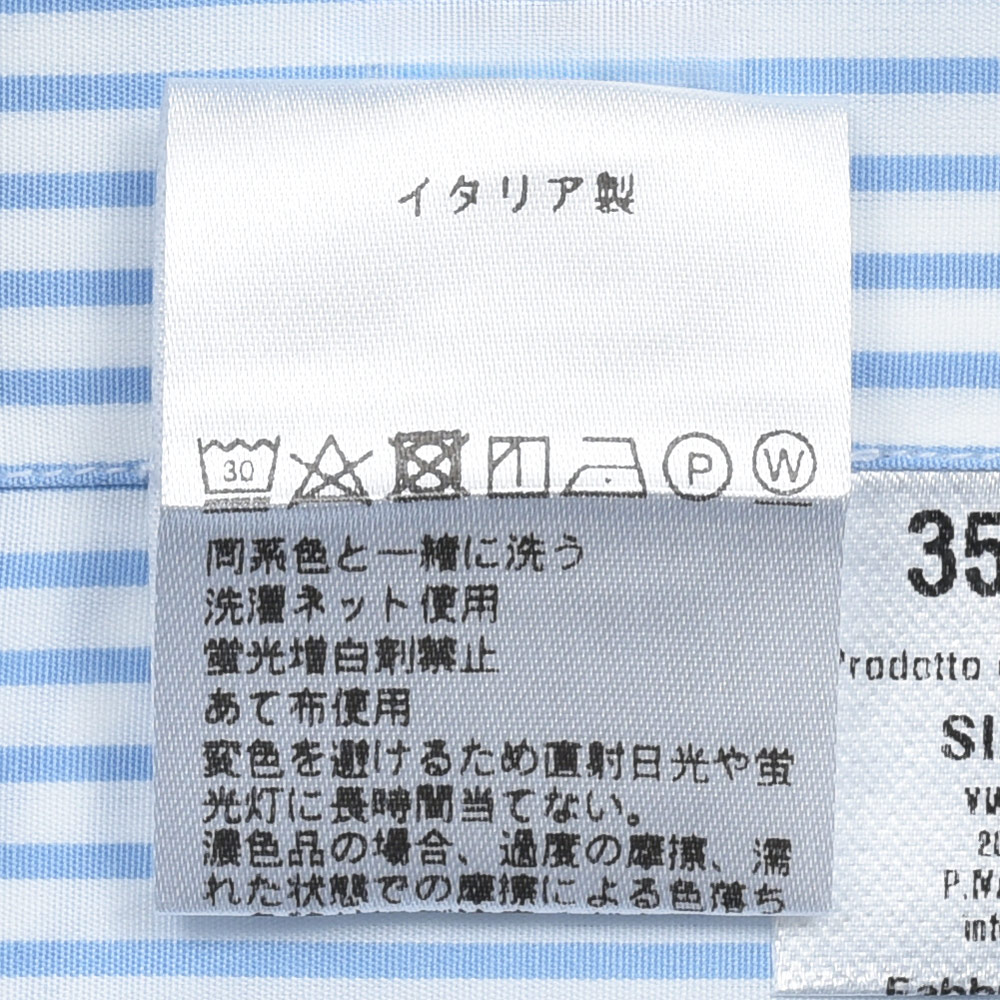 イタリア製
30
P
W
同系色と一緒に洗う
洗濯ネット使用
蛍光増白剤禁止
あて布使用
変色を避けるため直射日光や蛍
光灯に長時間当てない。
濃色品の場合、過度の摩擦、濡
れた状態での摩擦による色落ち
35
Prodotto
SI
P.M